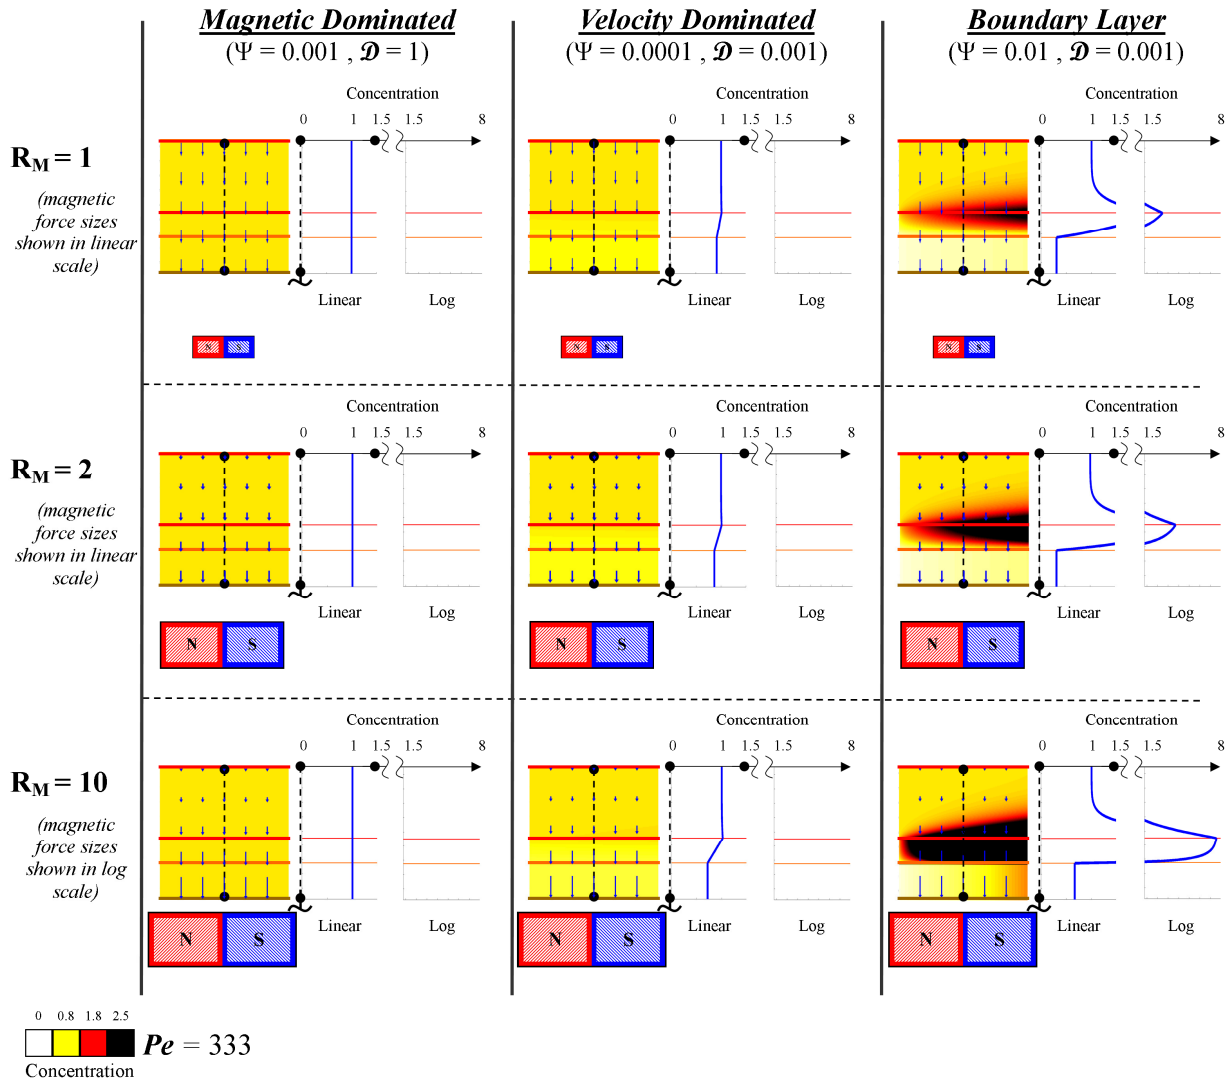 Magnetic Dominated
(Ψ = 0.001 , 𝓓 = 1)
Velocity Dominated
(Ψ = 0.0001 , 𝓓 = 0.001)
Boundary Layer
(Ψ = 0.01 , 𝓓 = 0.001)
R_M = 1
(magnetic
force sizes
shown in linear
scale)
Concentration
0 1 1.5 1.5 8
Linear Log
N S
Concentration
0 1 1.5 1.5 8
Linear Log
N S
Concentration
0 1 1.5 1.5 8
Linear Log
N S
R_M = 2
(magnetic
force sizes
shown in linear
scale)
Concentration
0 1 1.5 1.5 8
Linear Log
N S
Concentration
0 1 1.5 1.5 8
Linear Log
N S
Concentration
0 1 1.5 1.5 8
Linear Log
N S
R_M = 10
(magnetic
force sizes
shown in log
scale)
Concentration
0 1 1.5 1.5 8
Linear Log
N S
Concentration
0 1 1.5 1.5 8
Linear Log
N S
Concentration
0 1 1.5 1.5 8
Linear Log
N S
0 0.8 1.8 2.5
Concentration
Pe = 333